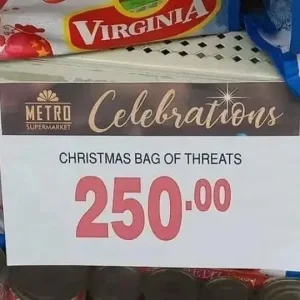 VIRGINIA
METRO
SUPERMARKET
Celebrations
CHRISTMAS BAG OF THREATS
250.00